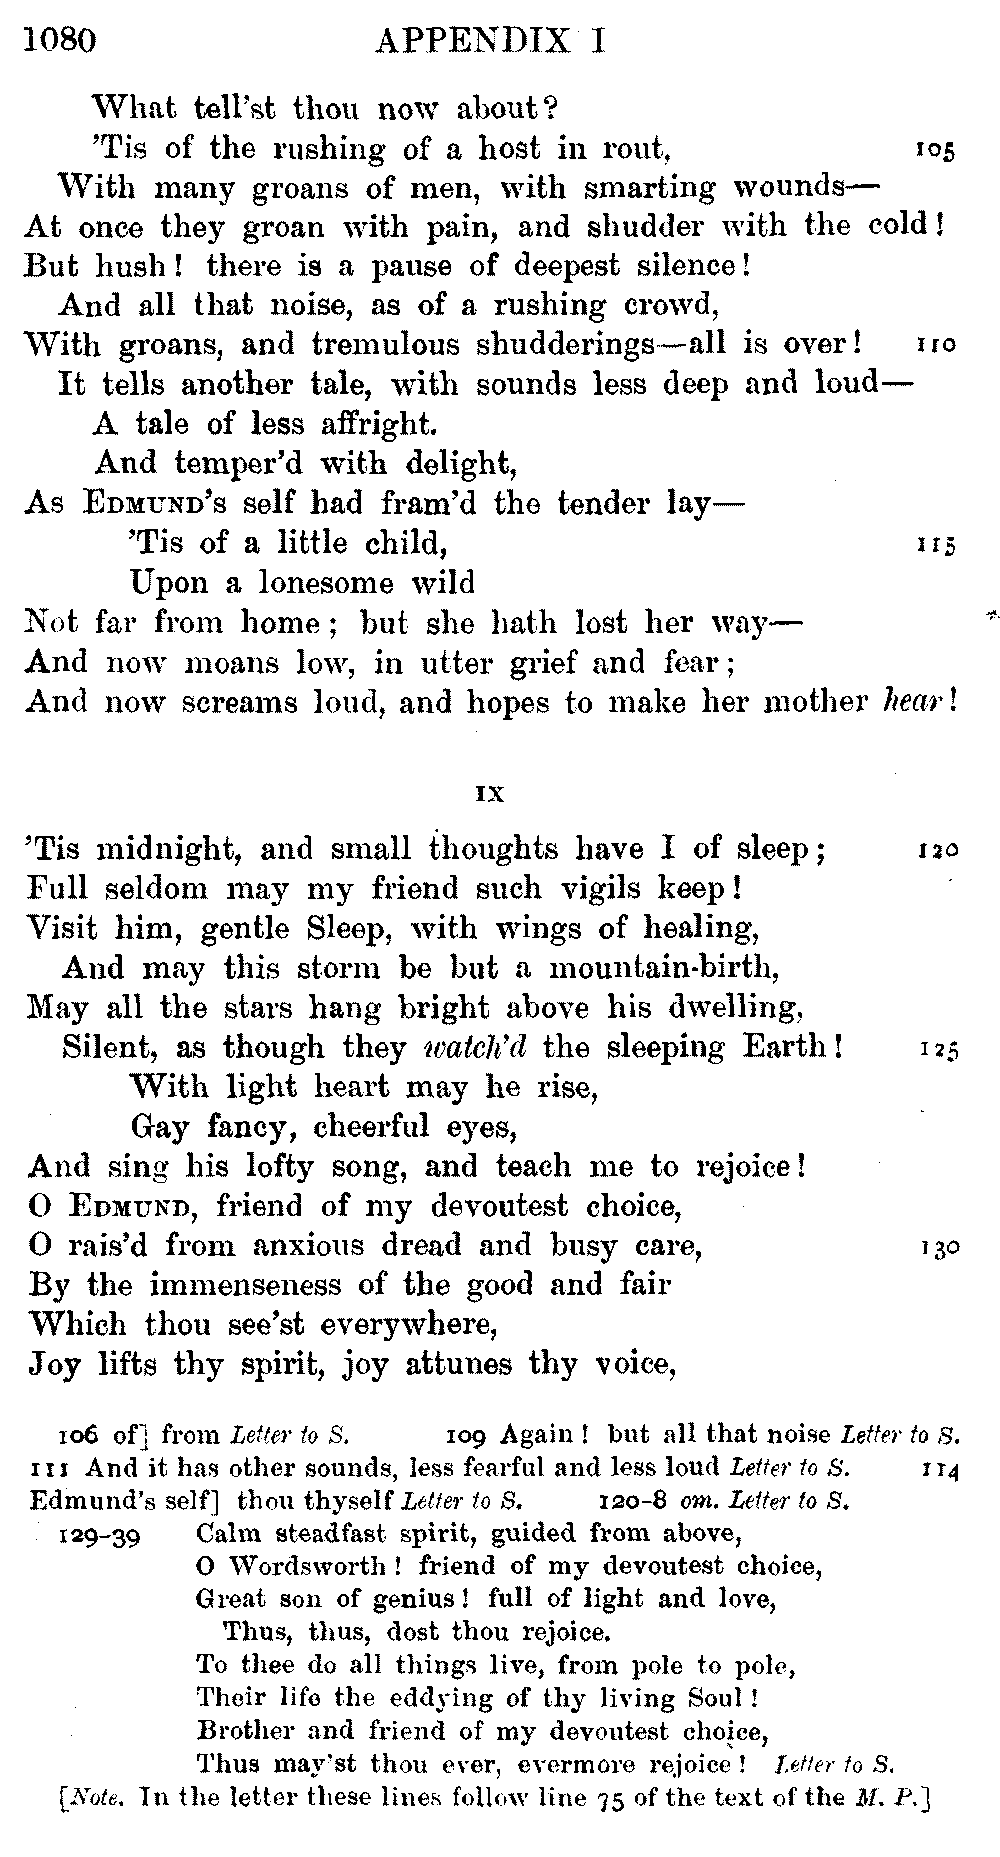 1080 APPENDIX I
What tell'st thou now about?
'Tis of the rushing of a host in rout, 105
With many groans of men, with smarting wounds—
At once they groan with pain, and shudder with the cold!
But hush! there is a pause of deepest silence!
And all that noise, as of a rushing crowd,
With groans, and tremulous shudderings—all is over! 110
It tells another tale, with sounds less deep and loud—
A tale of less affright.
And temper'd with delight,
As EDMUND'S self had fram'd the tender lay—
'Tis of a little child, 115
Upon a lonesome wild
Not far from home; but she hath lost her way—
And now moans low, in utter grief and fear;
And now screams loud, and hopes to make her mother hear!
IX
'Tis midnight, and small thoughts have I of sleep; 120
Full seldom may my friend such vigils keep!
Visit him, gentle Sleep, with wings of healing,
And may this storm be but a mountain-birth,
May all the stars hang bright above his dwelling,
Silent, as though they watch'd the sleeping Earth! 125
With light heart may he rise,
Gay fancy, cheerful eyes,
And sing his lofty song, and teach me to rejoice!
O EDMUND, friend of my devoutest choice,
O rais'd from anxious dread and busy care, 130
By the immenseness of the good and fair
Which thou see'st everywhere,
Joy lifts thy spirit, joy attunes thy voice,
106 of] from Letter to S. 109 Again! but all that noise Letter to S.
111 And it has other sounds, less fearful and less loud Letter to S. 114
Edmund's self] thou thyself Letter to S. 120-8 om. Letter to S.
129-39 Calm steadfast spirit, guided from above,
O Wordsworth! friend of my devoutest choice,
Great son of genius! full of light and love,
Thus, thus, dost thou rejoice.
To thee do all things live, from pole to pole,
Their life the eddying of thy living Soul!
Brother and friend of my devoutest choice,
Thus may'st thou ever, evermore rejoice! Letter to S.
[Note. In the letter these lines follow line 75 of the text of the M. P.]